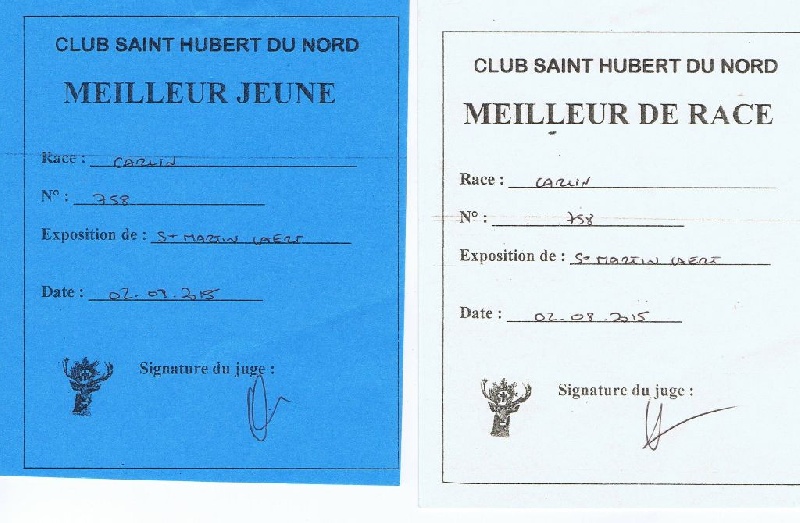 CLUB SAINT HUBERT DU NORD
MEILLEUR JEUNE
Race : CARLIN
N° : 758
Exposition de : St MARTIN LAERT
Date : 02.08.2015
Signature du juge :
CLUB SAINT HUBERT DU NORD
MEILLEUR DE RACE
Race : CARLIN
N° : 758
Exposition de : St MARTIN LAERT
Date : 02.08.2015
Signature du juge :